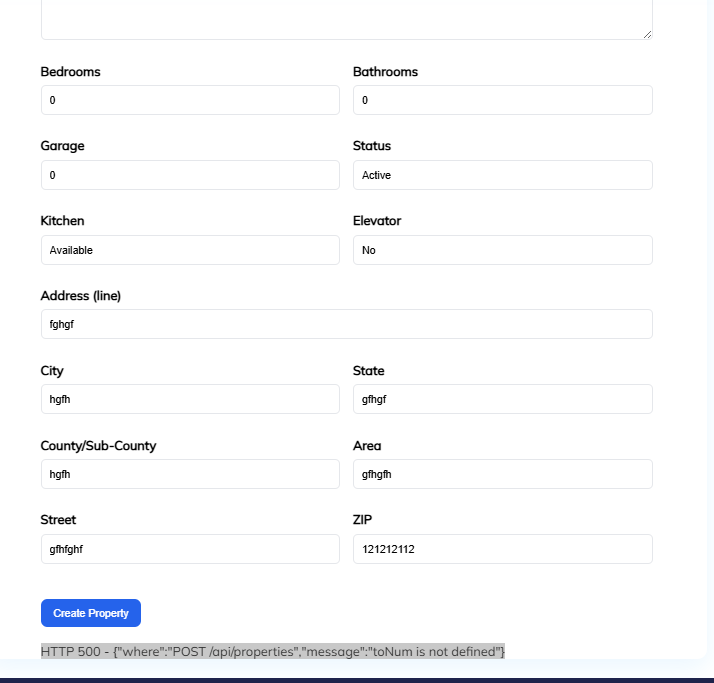 Bedrooms Bathrooms
0 0
Garage Status
0 Active
Kitchen Elevator
Available No
Address (line)
fghgf
City State
hgfh gfhgf
County/Sub-County Area
hgfh gfhgfh
Street ZIP
gfhfghf 121212112
Create Property
HTTP 500 - {"where":"POST /api/properties","message":"toNum is not defined"}